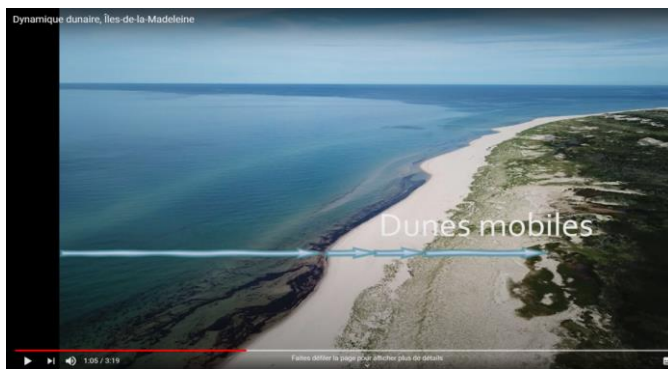 Dynamique dunaire, Îles-de-la-Madeleine
Dunes mobiles
1:05 / 3:19
Faites défiler la page pour afficher plus de détails